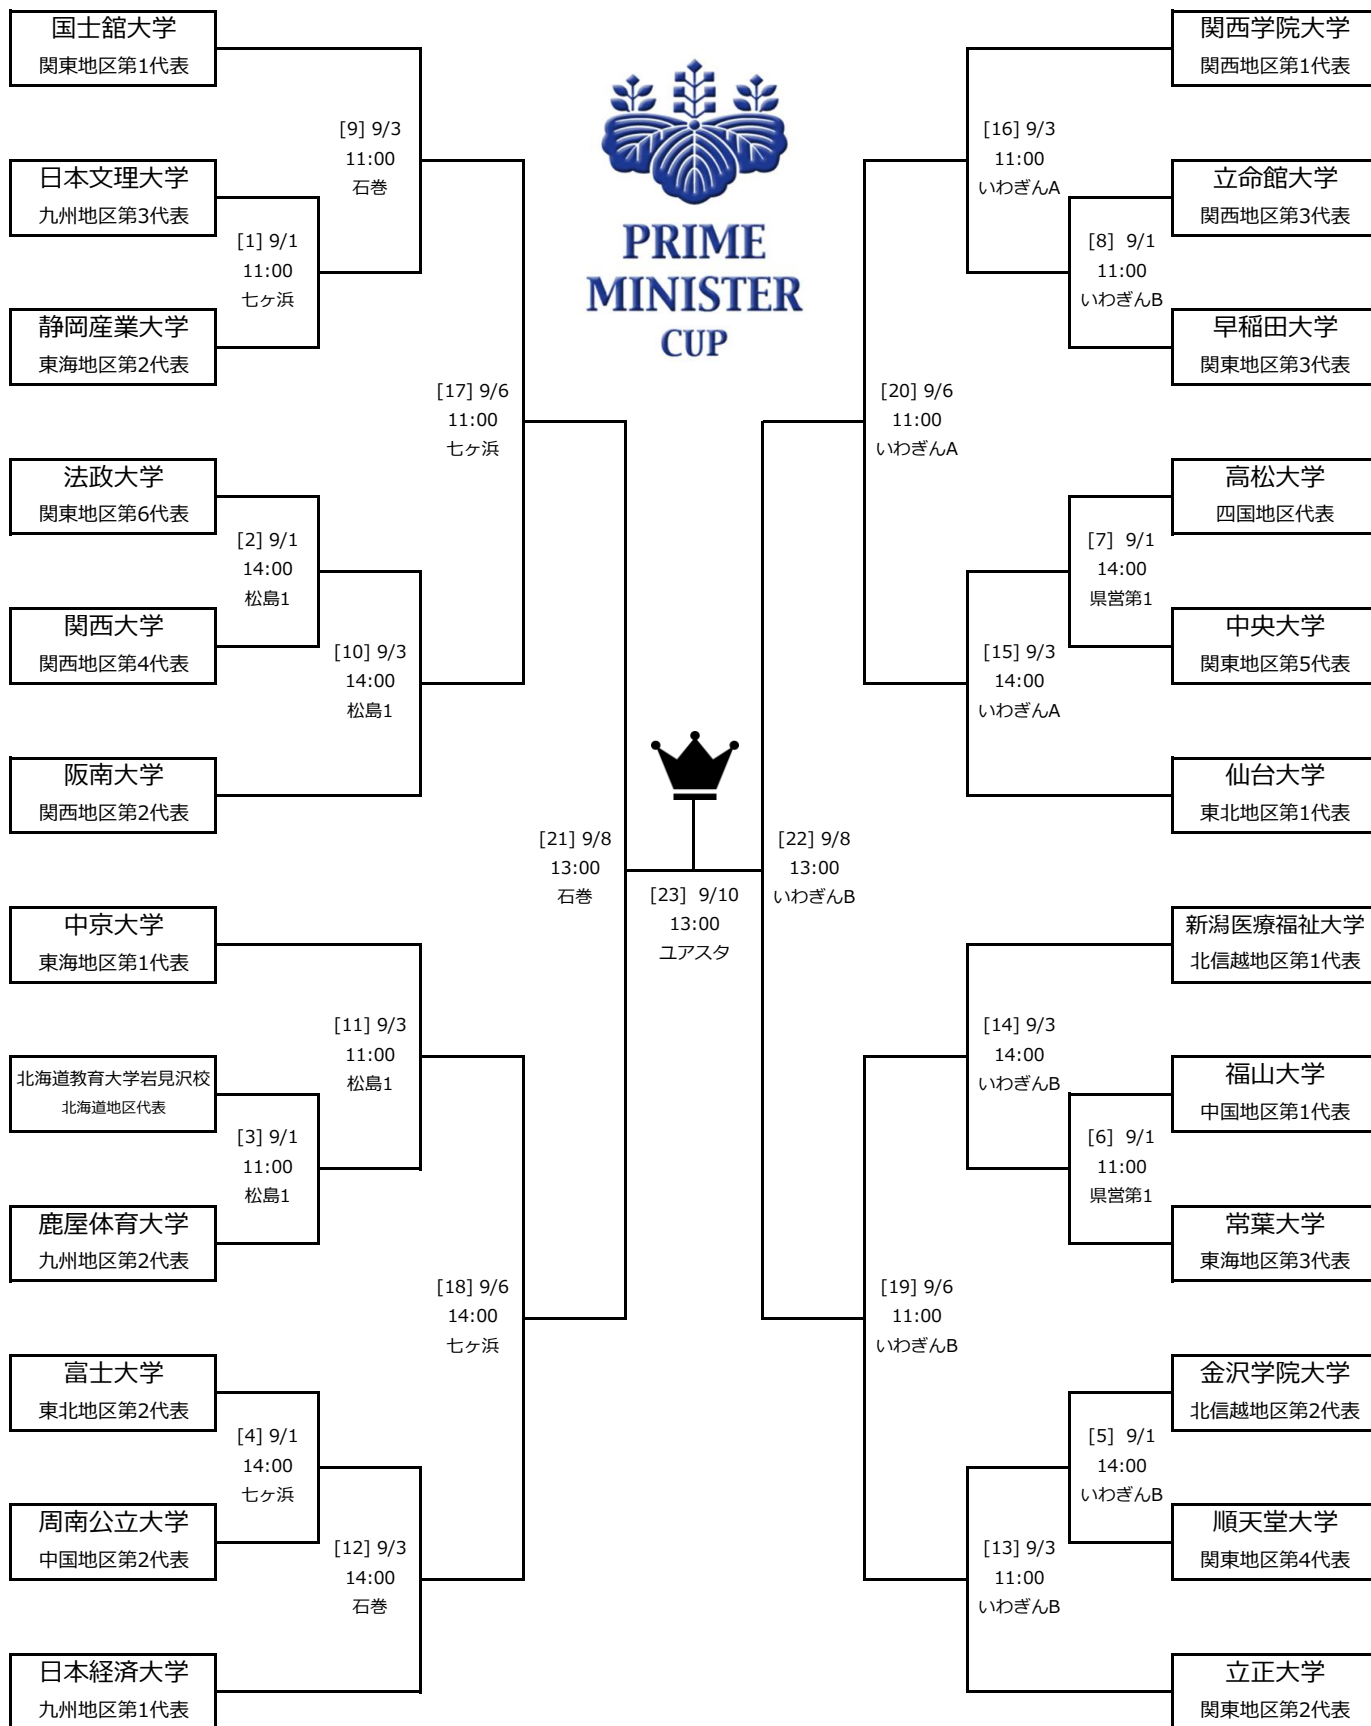 国士舘大学
関東地区第1代表
[9] 9/3
11:00
石巻
日本文理大学
九州地区第3代表
[1] 9/1
11:00
七ヶ浜
静岡産業大学
東海地区第2代表
[17] 9/6
11:00
七ヶ浜
法政大学
関東地区第6代表
[2] 9/1
14:00
松島1
関西大学
関西地区第4代表
[10] 9/3
14:00
松島1
阪南大学
関西地区第2代表
[21] 9/8
13:00
石巻
中京大学
東海地区第1代表
[11] 9/3
11:00
松島1
北海道教育大学岩見沢校
北海道地区代表
[3] 9/1
11:00
松島1
鹿屋体育大学
九州地区第2代表
[18] 9/6
14:00
七ヶ浜
富士大学
東北地区第2代表
[4] 9/1
14:00
七ヶ浜
周南公立大学
中国地区第2代表
[12] 9/3
14:00
石巻
日本経済大学
九州地区第1代表
PRIME
MINISTER
CUP
[23] 9/10
13:00
ユアスタ
関西学院大学
関西地区第1代表
[16] 9/3
11:00
いわぎんA
立命館大学
関西地区第3代表
[8] 9/1
11:00
いわぎんB
早稲田大学
関東地区第3代表
[20] 9/6
11:00
いわぎんA
高松大学
四国地区代表
[7] 9/1
14:00
県営第1
中央大学
関東地区第5代表
[15] 9/3
14:00
いわぎんA
仙台大学
東北地区第1代表
[22] 9/8
13:00
いわぎんB
新潟医療福祉大学
北信越地区第1代表
[14] 9/3
14:00
いわぎんB
福山大学
中国地区第1代表
[6] 9/1
11:00
県営第1
常葉大学
東海地区第3代表
[19] 9/6
11:00
いわぎんB
金沢学院大学
北信越地区第2代表
[5] 9/1
14:00
いわぎんB
順天堂大学
関東地区第4代表
[13] 9/3
11:00
いわぎんB
立正大学
関東地区第2代表